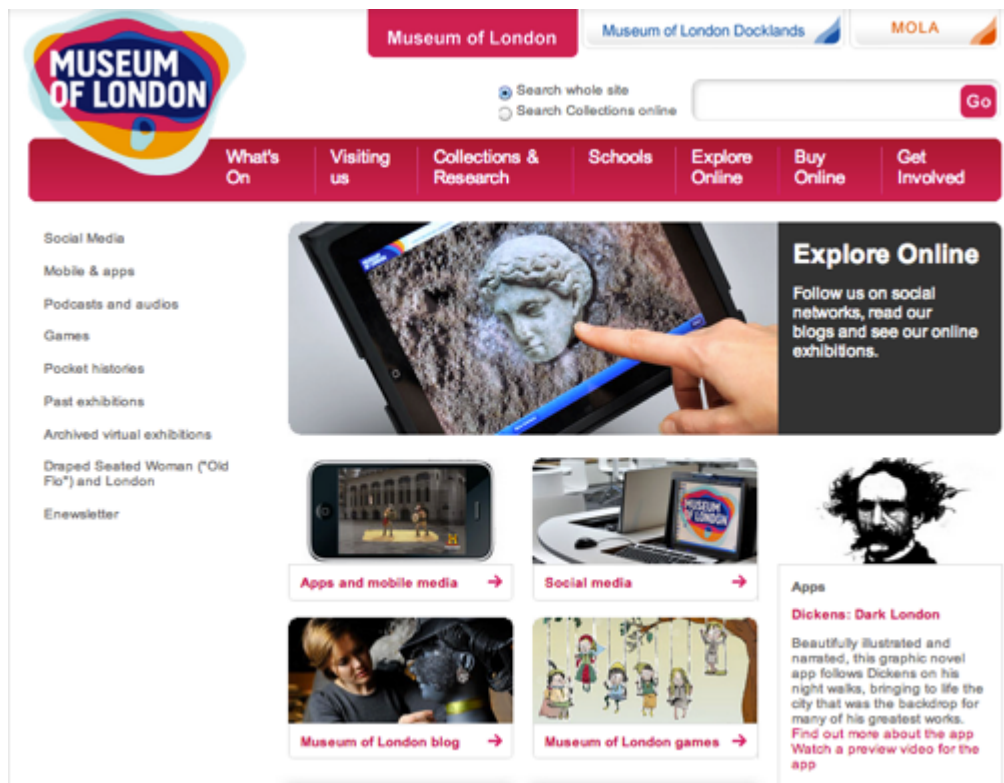 Museum of London
Museum of London Docklands
MOLA
MUSEUM
OF LONDON
Search whole site
Search Collections online
Go
What's
On
Visiting
us
Collections &
Research
Schools
Explore
Online
Buy
Online
Get
Involved
Social Media
Mobile & apps
Podcasts and audios
Games
Pocket histories
Past exhibitions
Archived virtual exhibitions
Draped Seated Woman ("Old
Flo") and London
Enewsletter
MUSEUM
OF LONDON
Explore Online
Follow us on social
networks, read our
blogs and see our online
exhibitions.
H
Apps and mobile media
MUSEUM
OF LONDON
Social media
Museum of London blog
Museum of London games
Apps
Dickens: Dark London
Beautifully illustrated and
narrated, this graphic novel
app follows Dickens on his
night walks, bringing to life the
city that was the backdrop for
many of his greatest works.
Find out more about the app
Watch a preview video for the
app